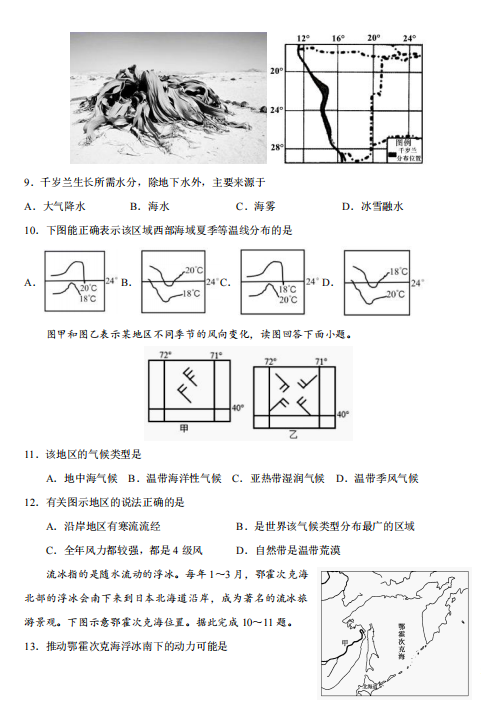 12° 16° 20° 24°
20°
24°
28°
图例
千岁兰
分布位置
9．千岁兰生长所需水分，除地下水外，主要来源于
A．大气降水 B．海水 C．海雾 D．冰雪融水
10．下图能正确表示该区域西部海域夏季等温线分布的是
A． 20℃ 18℃ 24° B． 20℃ 18℃ 24° C． 18℃ 20℃ 24° D． 18℃ 20℃ 24°
图甲和图乙表示某地区不同季节的风向变化，读图回答下面小题。
72° 71° 72° 71°
40° 40°
甲 乙
11．该地区的气候类型是
A．地中海气候 B．温带海洋性气候 C．亚热带湿润气候 D．温带季风气候
12．有关图示地区的说法正确的是
A．沿岸地区有寒流流经 B．是世界该气候类型分布最广的区域
C．全年风力都较强，都是 4 级风 D．自然带是温带荒漠
流冰指的是随水流动的浮冰。每年 1～3 月，鄂霍次克海
北部的浮冰会南下来到日本北海道沿岸，成为著名的流冰旅
游景观。下图示意鄂霍次克海位置。据此完成 10～11 题。
13．推动鄂霍次克海浮冰南下的动力可能是
甲
鄂霍次克海
北海道